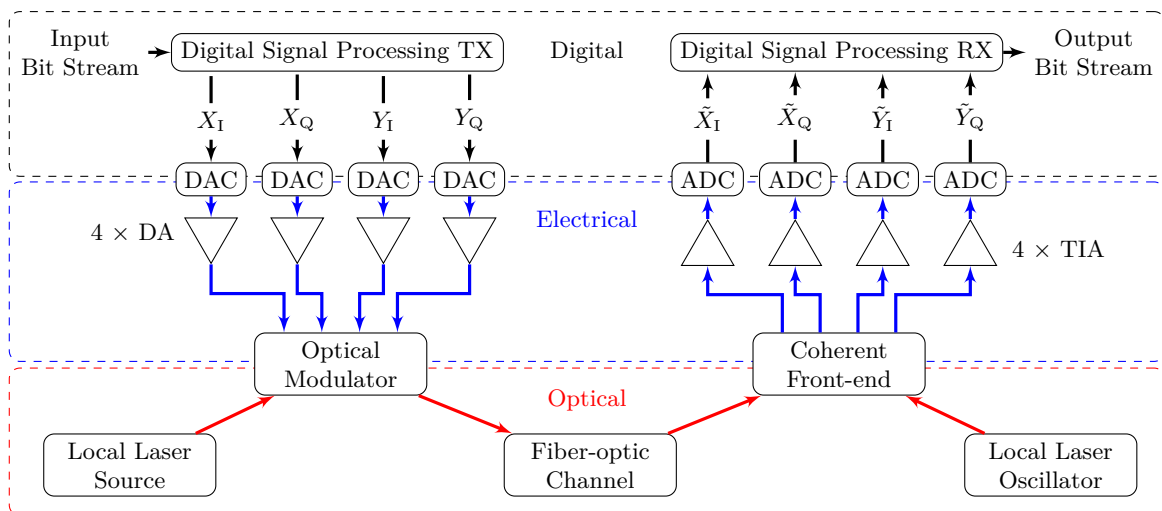 Input
Bit Stream
Digital Signal Processing TX
Digital
Digital Signal Processing RX
Output
Bit Stream
X_I
X_Q
Y_I
Y_Q
X̃_I
X̃_Q
Ỹ_I
Ỹ_Q
DAC
DAC
DAC
DAC
ADC
ADC
ADC
ADC
4 × DA
Electrical
4 × TIA
Optical
Modulator
Coherent
Front-end
Optical
Local Laser
Source
Fiber-optic
Channel
Local Laser
Oscillator